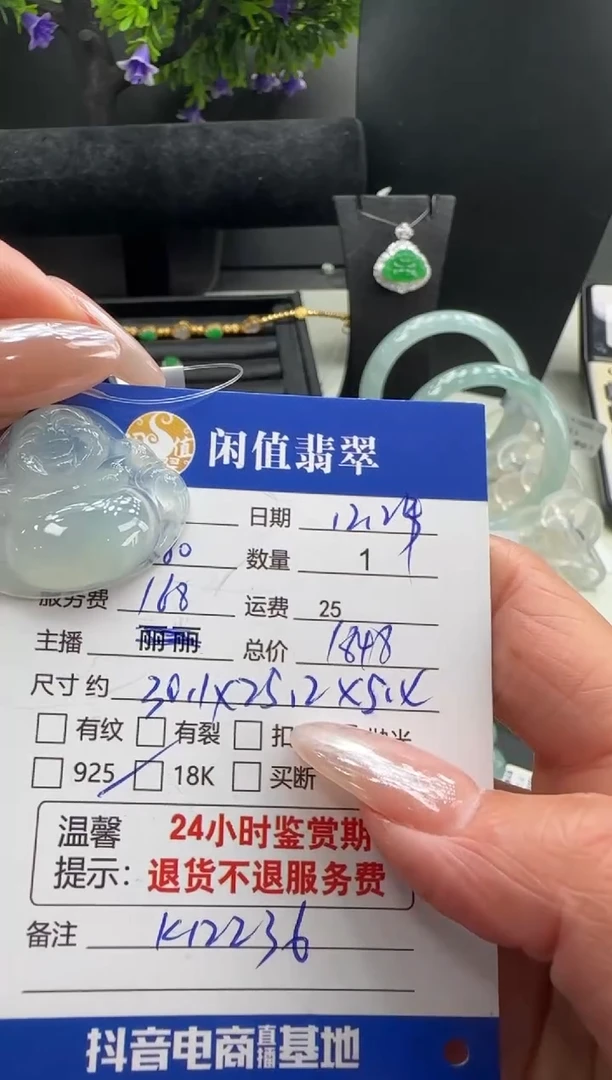 闲值翡翠
日期 12.24
60 数量 1
服务费 168 运费 25
主播 丽丽 总价 1848
尺寸 约 30.1X25.2X5.4
有纹 有裂
925 18K 买断
温馨 24小时鉴赏期
提示： 退货不退服务费
备注 K12236
抖音电商直播基地